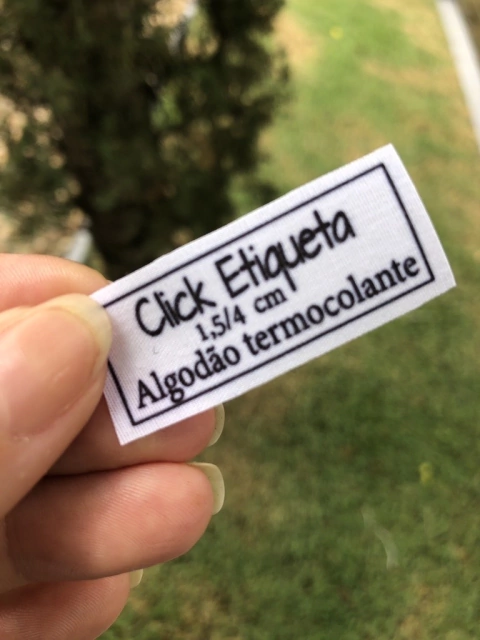 Click Etiqueta
1,5/4 cm
Algodão termocolante